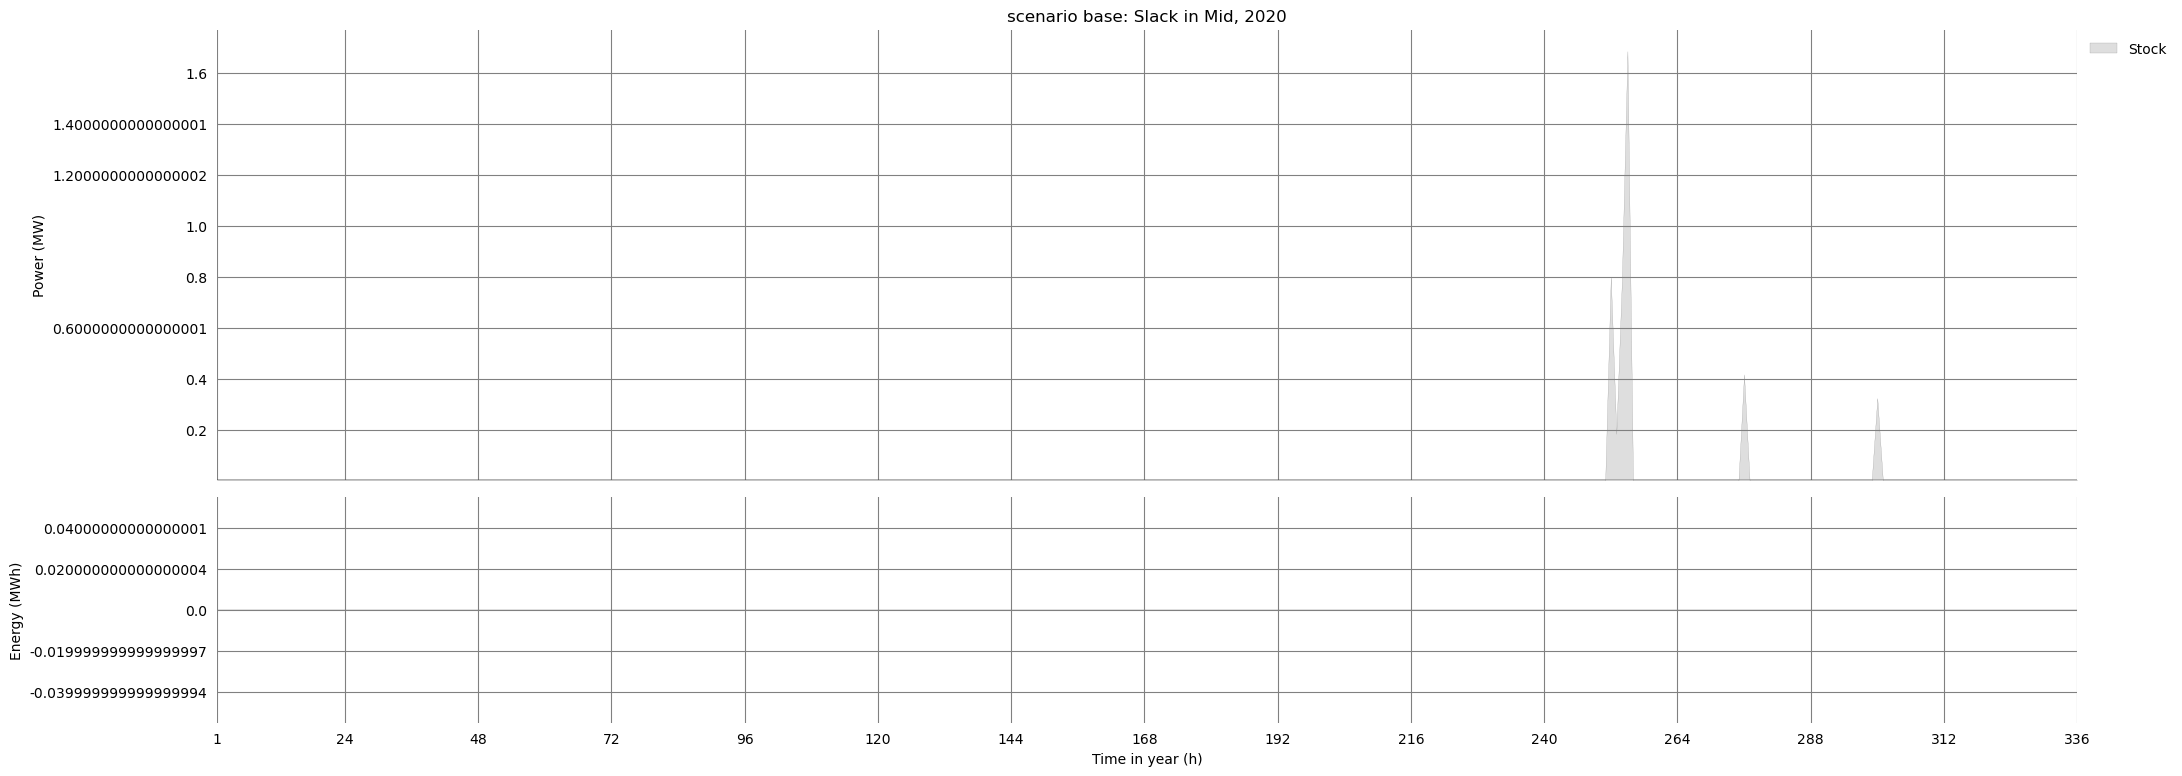 scenario base: Slack in Mid, 2020
Stock
1.6
1.4000000000000001
1.2000000000000002
1.0
0.8
0.6000000000000001
0.4
0.2
Power (MW)
0.04000000000000001
0.020000000000000004
0.0
-0.019999999999999997
-0.039999999999999994
Energy (MWh)
1 24 48 72 96 120 144 168 192 216 240 264 288 312 336
Time in year (h)